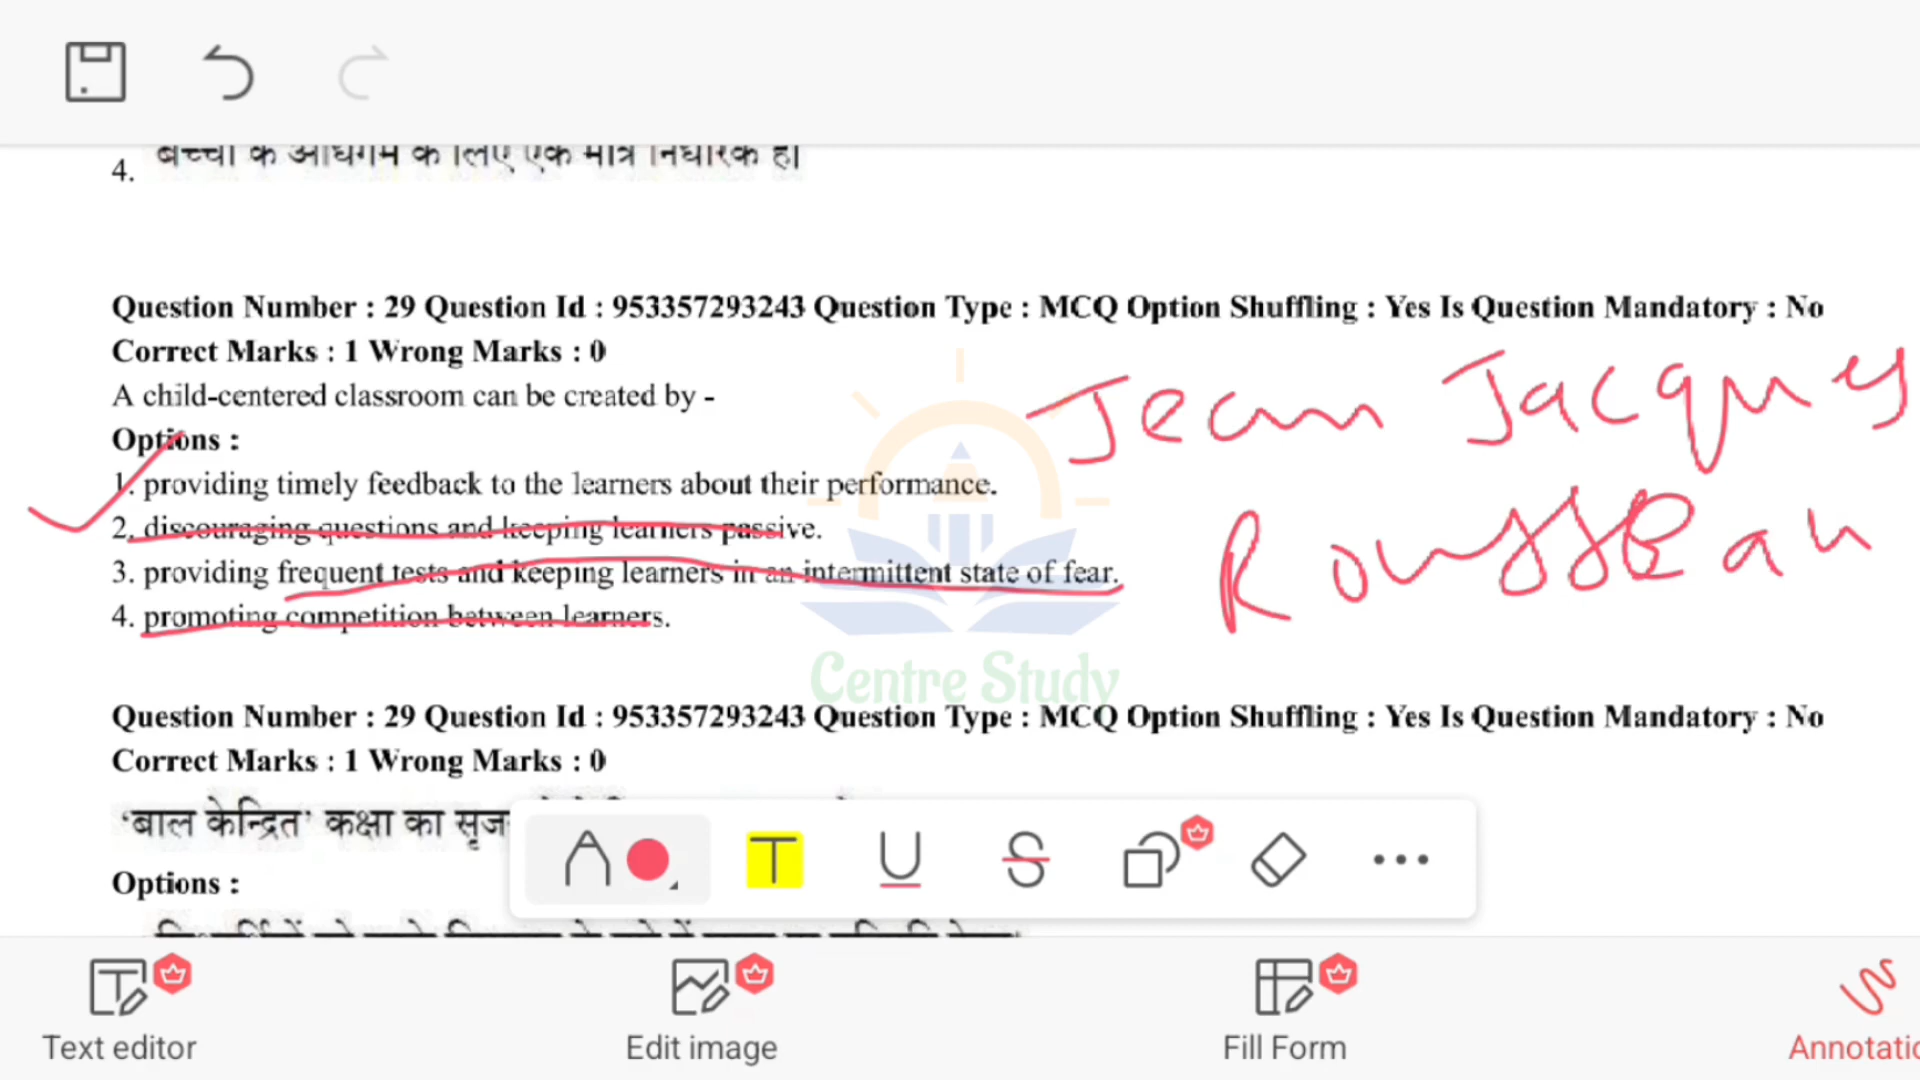 4. बच्चों के अधिगम के लिए एक मात्र निर्धारक है।
Question Number : 29 Question Id : 953357293243 Question Type : MCQ Option Shuffling : Yes Is Question Mandatory : No
Correct Marks : 1 Wrong Marks : 0
A child-centered classroom can be created by -
Options :
1. providing timely feedback to the learners about their performance.
2. discouraging questions and keeping learners passive.
3. providing frequent tests and keeping learners in an intermittent state of fear.
4. promoting competition between learners.
Jean Jacques
Rousseau
Centre Study
Question Number : 29 Question Id : 953357293243 Question Type : MCQ Option Shuffling : Yes Is Question Mandatory : No
Correct Marks : 1 Wrong Marks : 0
‘बाल केन्द्रित’ कक्षा का
Options :
Text editor
Edit image
Fill Form
Annotatio